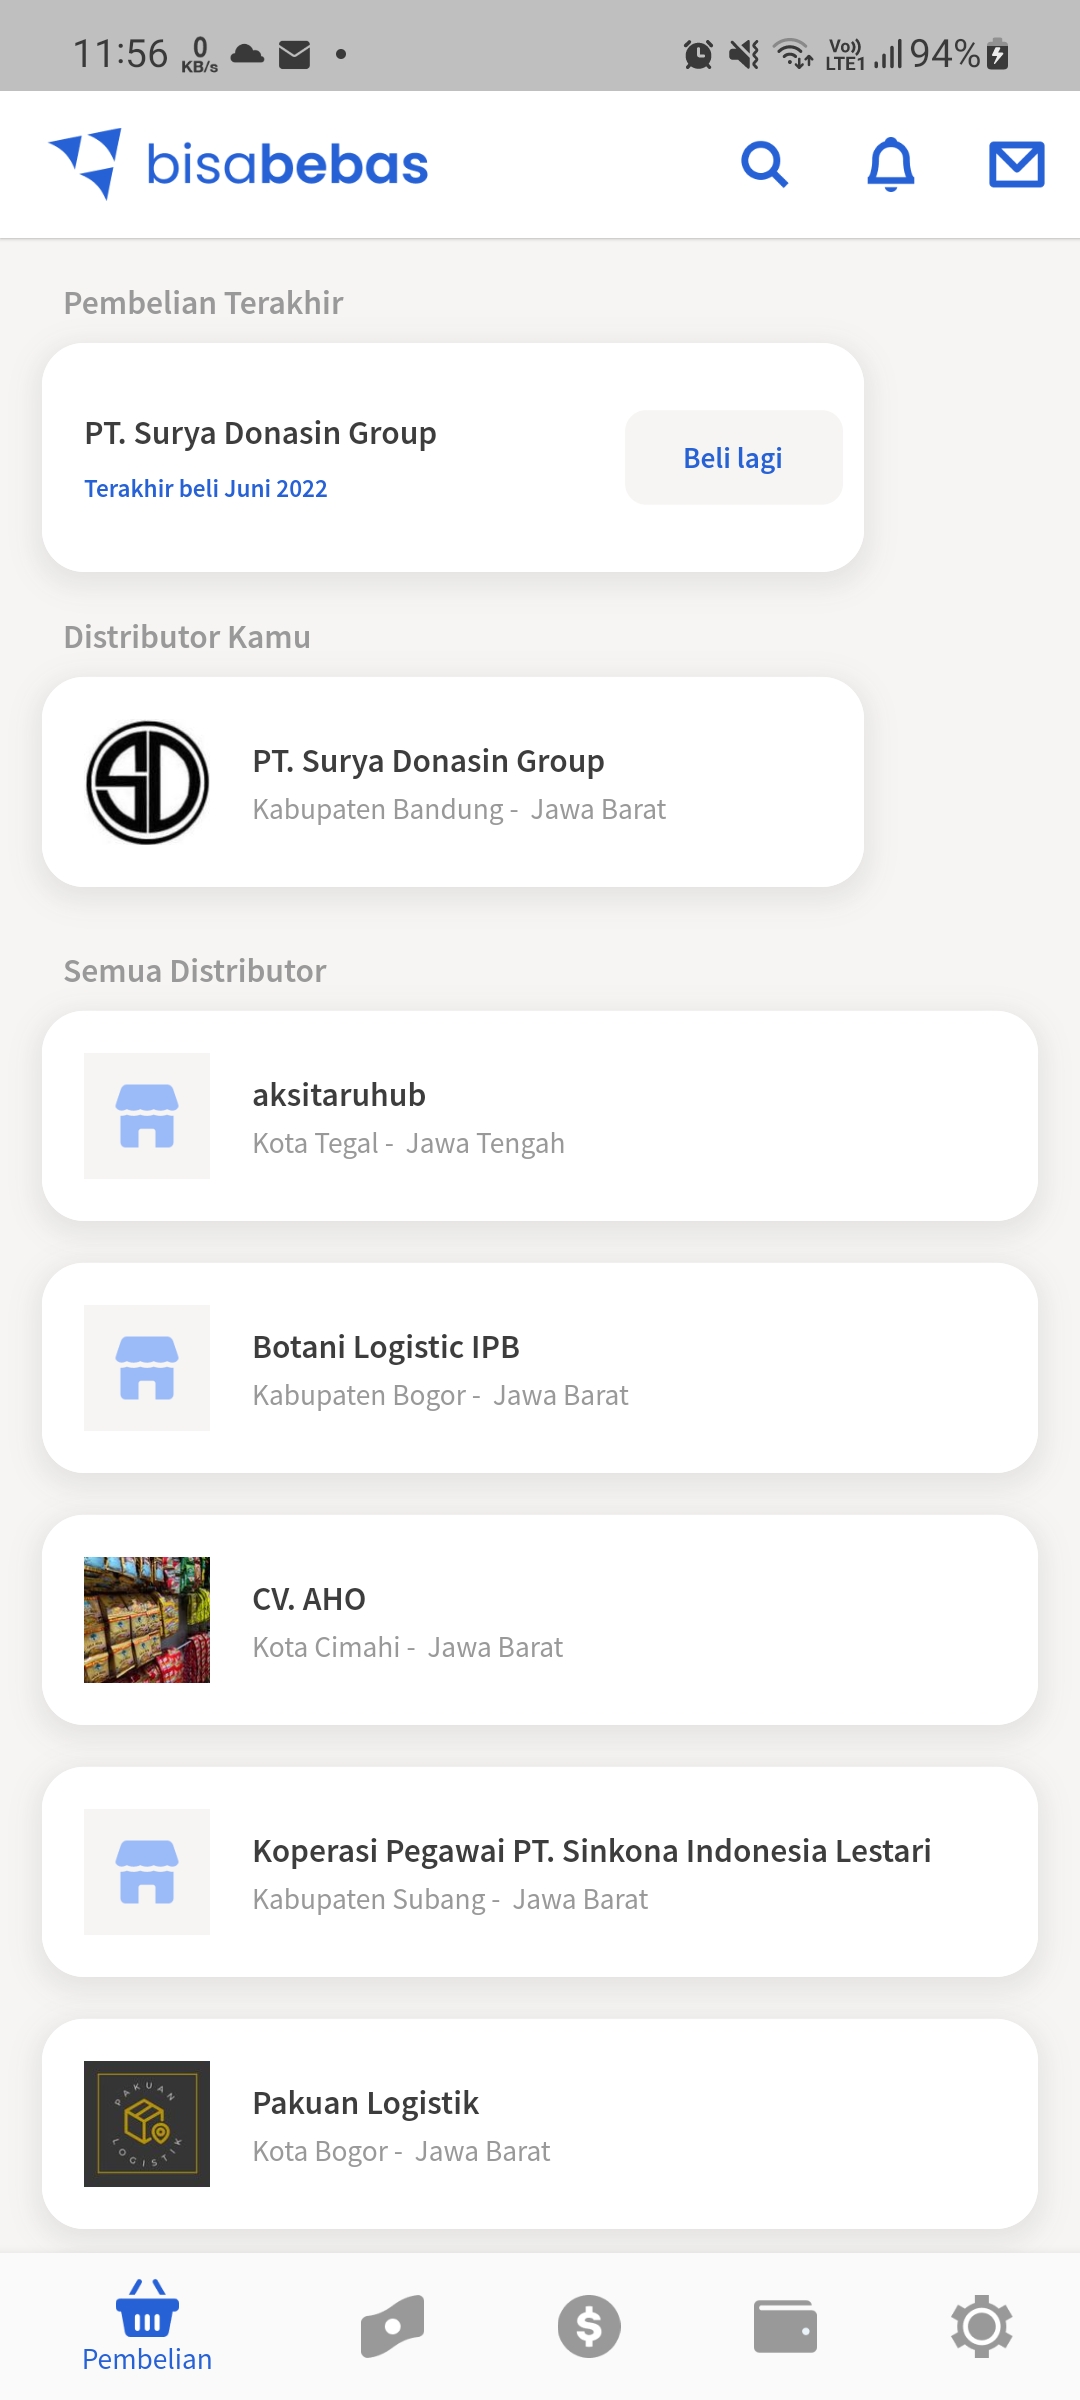 11:56 0 KB/s Vo)) LTE1 94%
bisabebas
Pembelian Terakhir
PT. Surya Donasin Group
Terakhir beli Juni 2022
Beli lagi
Distributor Kamu
SD
PT. Surya Donasin Group
Kabupaten Bandung - Jawa Barat
Semua Distributor
aksitaruhub
Kota Tegal - Jawa Tengah
Botani Logistic IPB
Kabupaten Bogor - Jawa Barat
CV. AHO
Kota Cimahi - Jawa Barat
Koperasi Pegawai PT. Sinkona Indonesia Lestari
Kabupaten Subang - Jawa Barat
PAKUAN
LOGISTIK
Pakuan Logistik
Kota Bogor - Jawa Barat
Pembelian